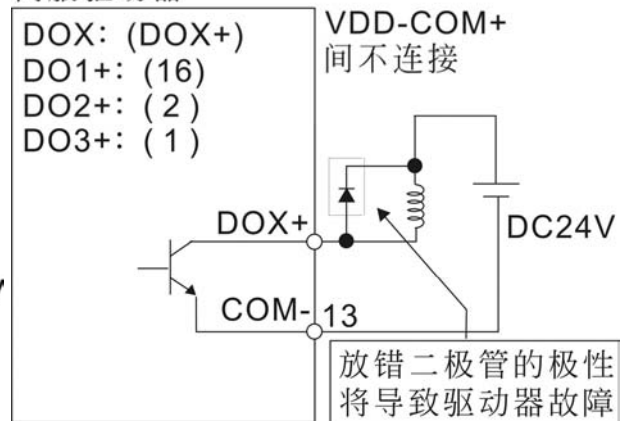 DOX: (DOX+)
DO1+: (16)
DO2+: ( 2 )
DO3+: ( 1 )
VDD-COM+
间不连接
DOX+
DC24V
COM- 13
放错二极管的极性
将导致驱动器故障